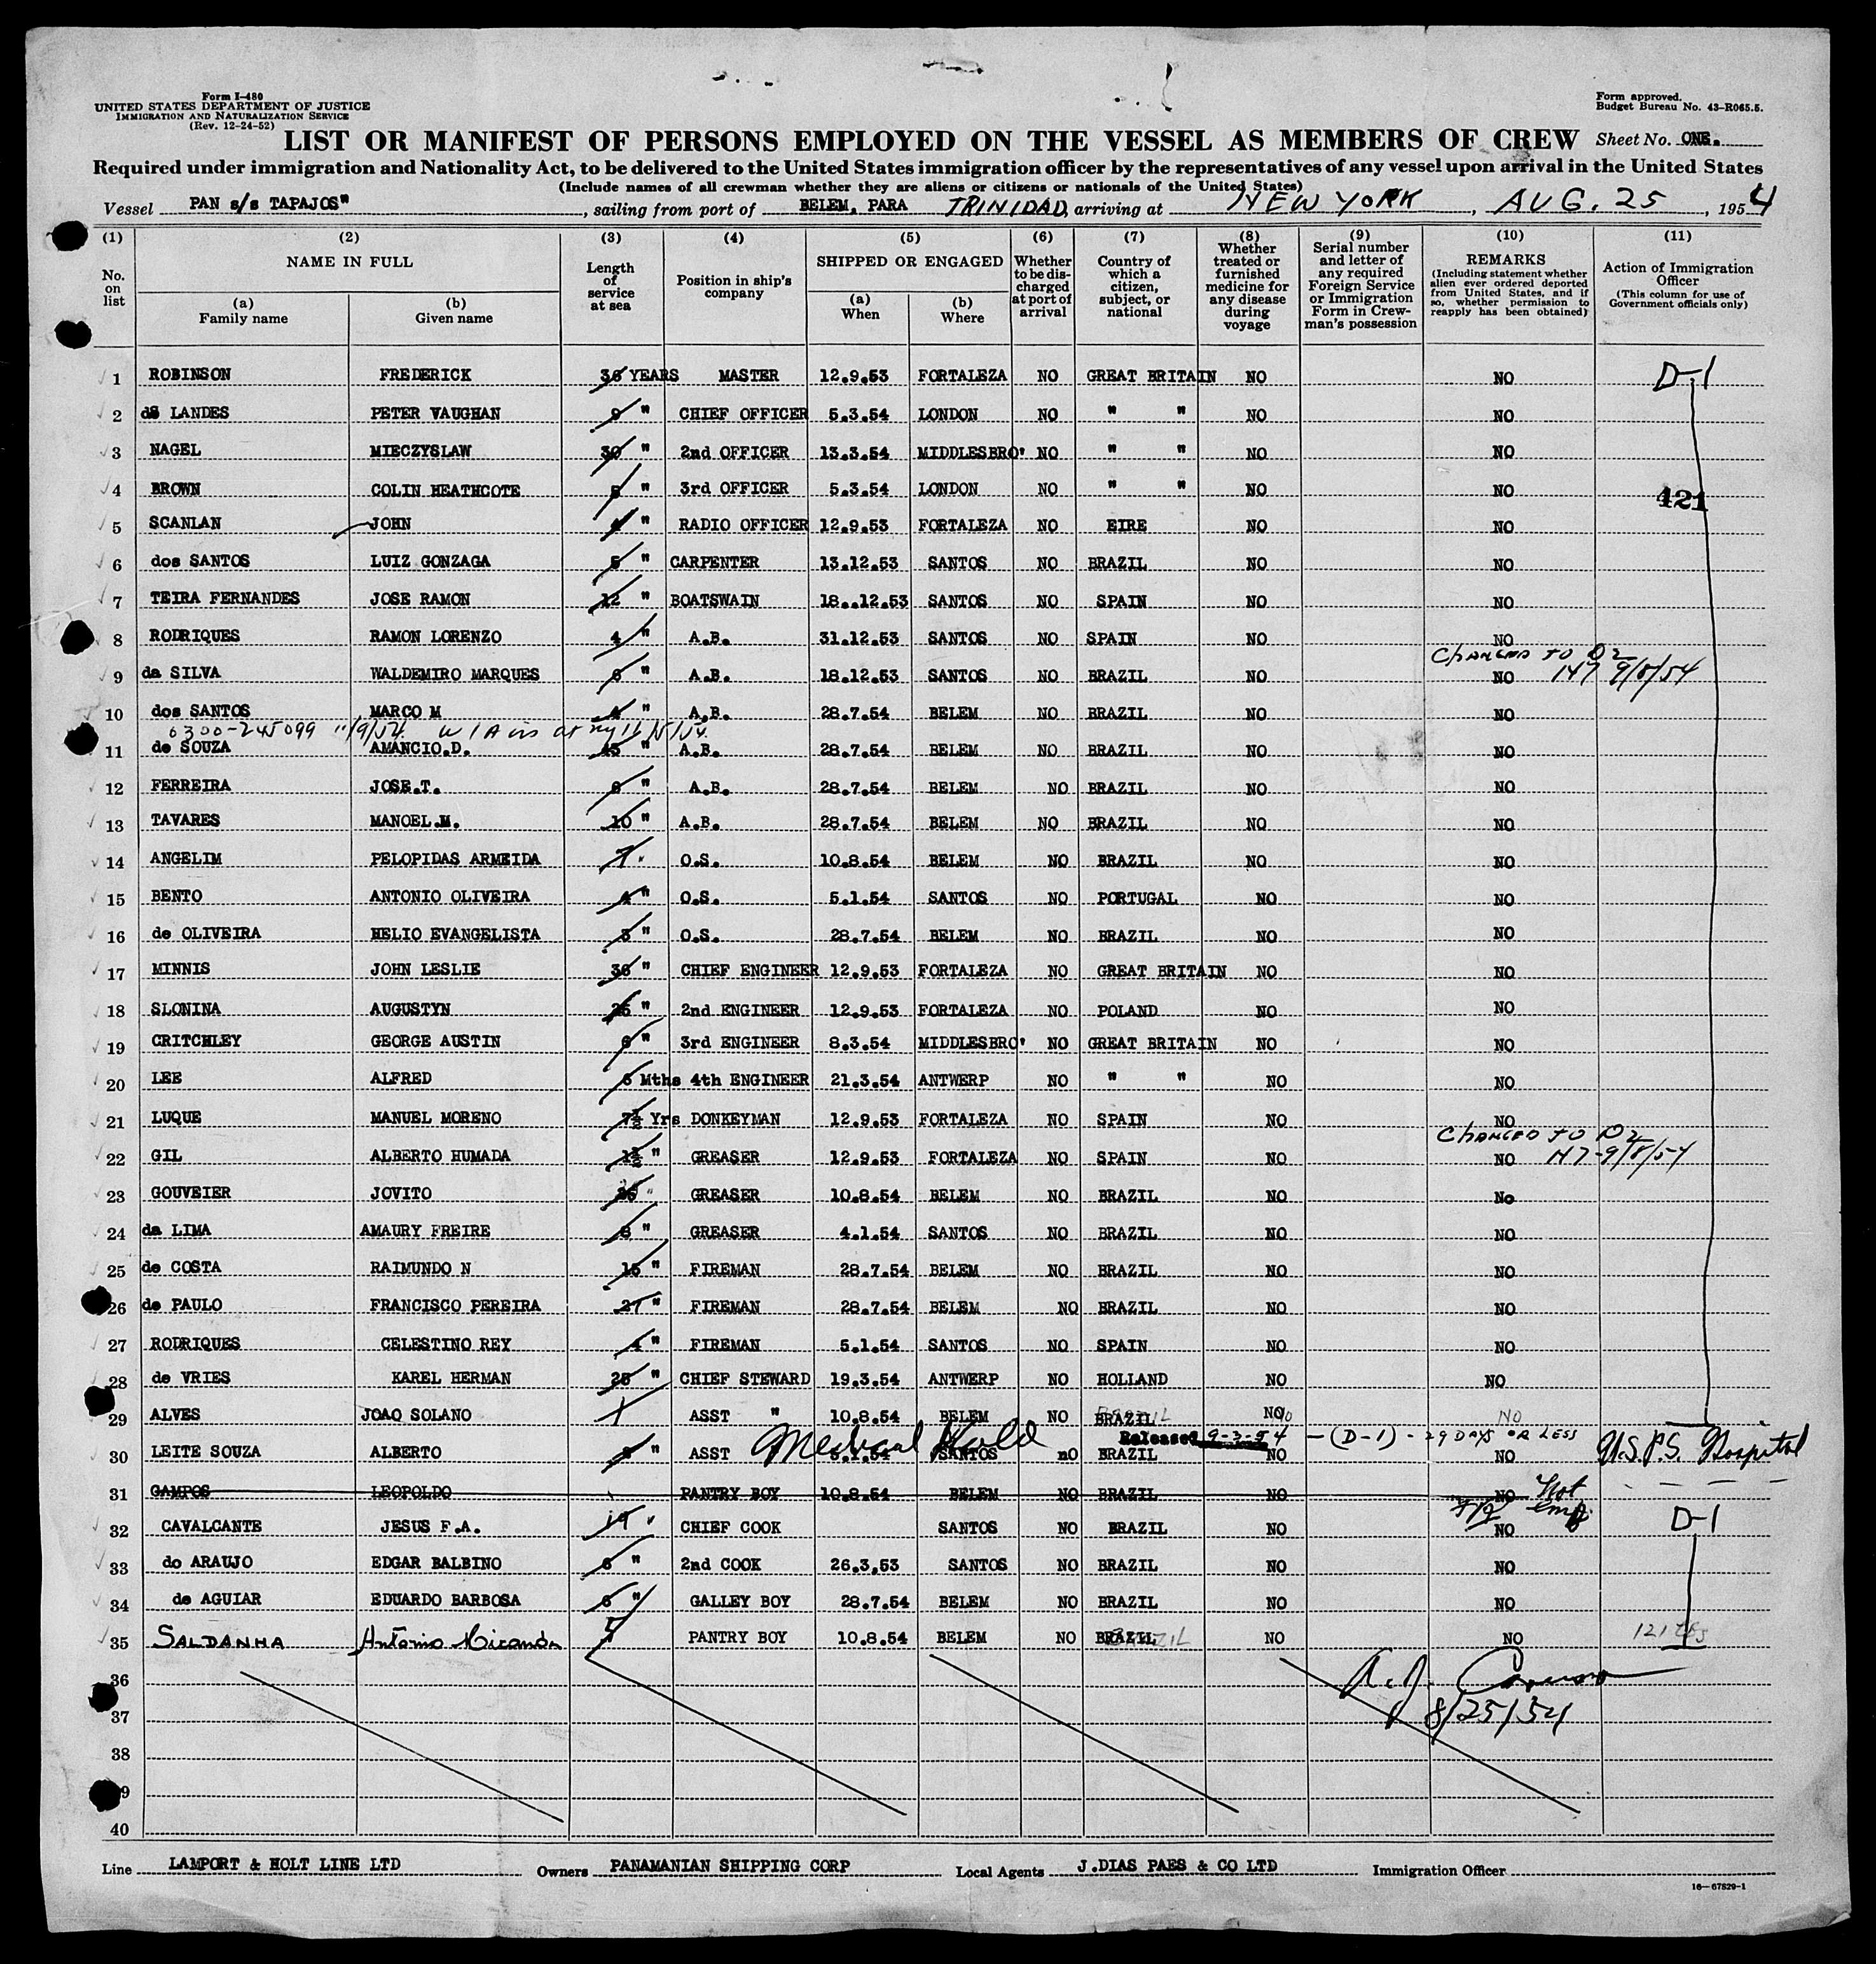 Form I-480
UNITED STATES DEPARTMENT OF JUSTICE
IMMIGRATION AND NATURALIZATION SERVICE
(Rev. 12-24-52)
Form approved.
Budget Bureau No. 43-R065.5.
LIST OR MANIFEST OF PERSONS EMPLOYED ON THE VESSEL AS MEMBERS OF CREW Sheet No. ONE.
Required under immigration and Nationality Act, to be delivered to the United States immigration officer by the representatives of any vessel upon arrival in the United States
(Include names of all crewman whether they are aliens or citizens or nationals of the United States)
Vessel PAN s/s TAPAJOS", sailing from port of BELEM, PARA TRINIDAD, arriving at NEW YORK, AUG. 25, 1954
(1) (2) (3) (4) (5) (6) (7) (8) (9) (10) (11)
No. on list
NAME IN FULL
(a) Family name
(b) Given name
Length of service at sea
Position in ship's company
SHIPPED OR ENGAGED
(a) When
(b) Where
Whether to be discharged at port of arrival
Country of which a citizen, subject, or national
Whether treated or furnished medicine for any disease during voyage
Serial number and letter of any required Foreign Service or Immigration Form in Crewman's possession
REMARKS
(Including statement whether alien ever ordered deported from United States, and if so, whether permission to reapply has been obtained)
Action of Immigration Officer
(This column for use of Government officials only)
1 ROBINSON FREDERICK 36 YEARS MASTER 12.9.53 FORTALEZA NO GREAT BRITAIN NO NO D-1
2 dS LANDES PETER VAUGHAN 9 " CHIEF OFFICER 5.3.54 LONDON NO " " NO NO
3 NAGEL MIECZYSLAW 30 " 2nd OFFICER 13.3.54 MIDDLESBRO' NO " " NO NO
4 BROWN COLIN HEATHCOTE 5 " 3rd OFFICER 5.3.54 LONDON NO " " NO NO 421
5 SCANLAN JOHN " RADIO OFFICER 12.9.53 FORTALEZA NO EIRE NO NO
6 dos SANTOS LUIZ GONZAGA 5 " CARPENTER 13.12.53 SANTOS NO BRAZIL NO NO
7 TEIRA FERNANDES JOSE RAMON 12 " BOATSWAIN 18..12.53 SANTOS NO SPAIN NO NO
8 RODRIQUES RAMON LORENZO 4 " A.B. 31.12.53 SANTOS NO SPAIN NO NO
CHANGED TO D2
9 da SILVA WALDEMIRO MARQUES 6 " A.B. 18.12.53 SANTOS NO BRAZIL NO NO 147 9/8/54
10 dos SANTOS MARCO M 4 " A.B. 28.7.54 BELEM NO BRAZIL NO NO
0300-245099 11/9/54
11 de SOUZA AMANCIO.D. 45 " A.B. 28.7.54 BELEM NO BRAZIL NO NO
12 FERREIRA JOSE.T. 6 " A.B. 28.7.54 BELEM NO BRAZIL NO NO
13 TAVARES MANOEL.M. 10 " A.B. 28.7.54 BELEM NO BRAZIL NO NO
14 ANGELIM PELOPIDAS ARMEIDA 7 " O.S. 10.8.54 BELEM NO BRAZIL NO NO
15 BENTO ANTONIO OLIVEIRA 4 " O.S. 5.1.54 SANTOS NO PORTUGAL NO NO
16 de OLIVEIRA HELIO EVANGELISTA 3 " O.S. 28.7.54 BELEM NO BRAZIL NO NO
17 MINNIS JOHN LESLIE 36 " CHIEF ENGINEER 12.9.53 FORTALEZA NO GREAT BRITAIN NO NO
18 SLONINA AUGUSTYN 25 " 2nd ENGINEER 12.9.53 FORTALEZA NO POLAND NO NO
19 CRITCHLEY GEORGE AUSTIN 6 " 3rd ENGINEER 8.3.54 MIDDLESBRO' NO GREAT BRITAIN NO NO
20 LEE ALFRED 6 Mths 4th ENGINEER 21.3.54 ANTWERP NO " " NO NO
21 LUQUE MANUEL MORENO 7½ Yrs DONKEYMAN 12.9.53 FORTALEZA NO SPAIN NO NO
CHANGED TO D2
22 GIL ALBERTO HUMADA 1½ " GREASER 12.9.53 FORTALEZA NO SPAIN NO NO 147-9/8/54
23 GOUVEIER JOVITO " GREASER 10.8.54 BELEM NO BRAZIL NO No
24 da LIMA AMAURY FREIRE 8 " GREASER 4.1.54 SANTOS NO BRAZIL NO NO
25 de COSTA RAIMUNDO N 15 " FIREMAN 28.7.54 BELEM NO BRAZIL NO NO
26 de PAULO FRANCISCO PEREIRA 27 " FIREMAN 28.7.54 BELEM NO BRAZIL NO NO
27 RODRIQUES CELESTINO REY 4 " FIREMAN 5.1.54 SANTOS NO SPAIN NO NO
28 de VRIES KAREL HERMAN 25 " CHIEF STEWARD 19.3.54 ANTWERP NO HOLLAND NO NO
29 ALVES JOAO SOLANO ASST " 10.8.54 BELEM NO BRAZIL NO NO
Medical Hold Released 9-3-54 - (D-1) - 29 DAYS OR LESS
30 LEITE SOUZA ALBERTO " ASST 5.1.54 SANTOS nO BRAZIL NO NO U.S.P.S. Hospital
31 CAMPOS LEOPOLDO PANTRY BOY 10.8.54 BELEM NO BRAZIL NO NO Not
32 CAVALCANTE JESUS F.A. 19 " CHIEF COOK SANTOS NO BRAZIL NO NO D-1
33 do ARAUJO EDGAR BALBINO 6 " 2nd COOK 26.3.53 SANTOS NO BRAZIL NO NO
34 de AGUIAR EDUARDO BARBOSA 6 " GALLEY BOY 28.7.54 BELEM NO BRAZIL NO NO
35 SALDANHA Antonio Miranda PANTRY BOY 10.8.54 BELEM NO BRAZIL NO NO
36
37 8/25/54
38
39
40
Line LAMPORT & HOLT LINE LTD Owners PANAMANIAN SHIPPING CORP Local Agents J.DIAS PAES & CO LTD Immigration Officer
16-67829-1